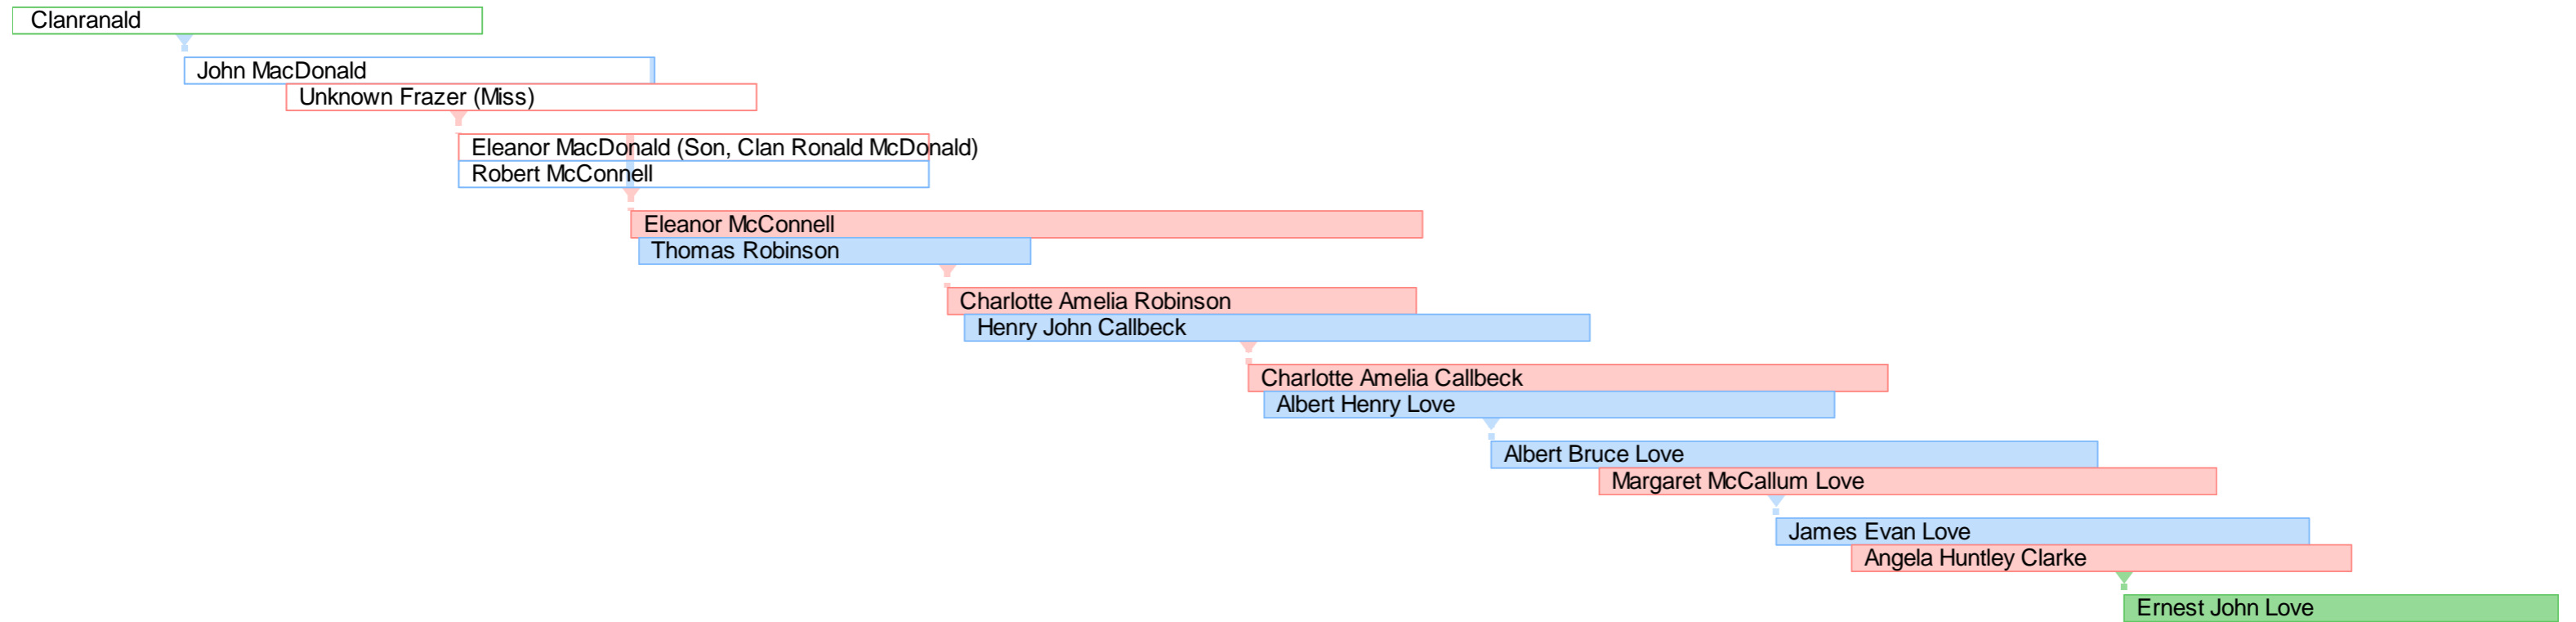 Clanranald
John MacDonald
Unknown Frazer (Miss)
Eleanor MacDonald (Son, Clan Ronald McDonald)
Robert McConnell
Eleanor McConnell
Thomas Robinson
Charlotte Amelia Robinson
Henry John Callbeck
Charlotte Amelia Callbeck
Albert Henry Love
Albert Bruce Love
Margaret McCallum Love
James Evan Love
Angela Huntley Clarke
Ernest John Love